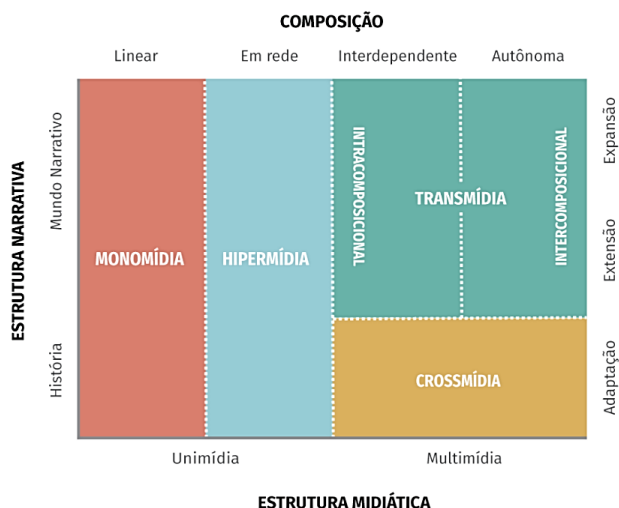 COMPOSIÇÃO
Linear Em rede Interdependente Autônoma
ESTRUTURA NARRATIVA
Mundo Narrativo
História
MONOMÍDIA
HIPERMÍDIA
INTRACOMPOSICIONAL
TRANSMÍDIA
INTERCOMPOSICIONAL
CROSSMÍDIA
Expansão
Extensão
Adaptação
Unimídia Multimídia
ESTRUTURA MIDIÁTICA